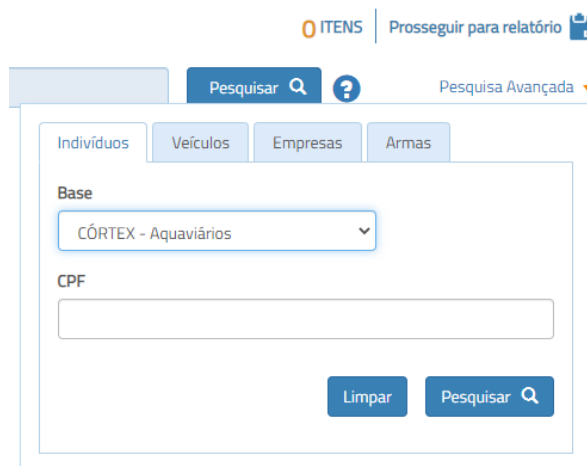 0 ITENS Prosseguir para relatório
Pesquisar ? Pesquisa Avançada
Indivíduos Veículos Empresas Armas
Base
CÓRTEX - Aquaviários
CPF
Limpar Pesquisar